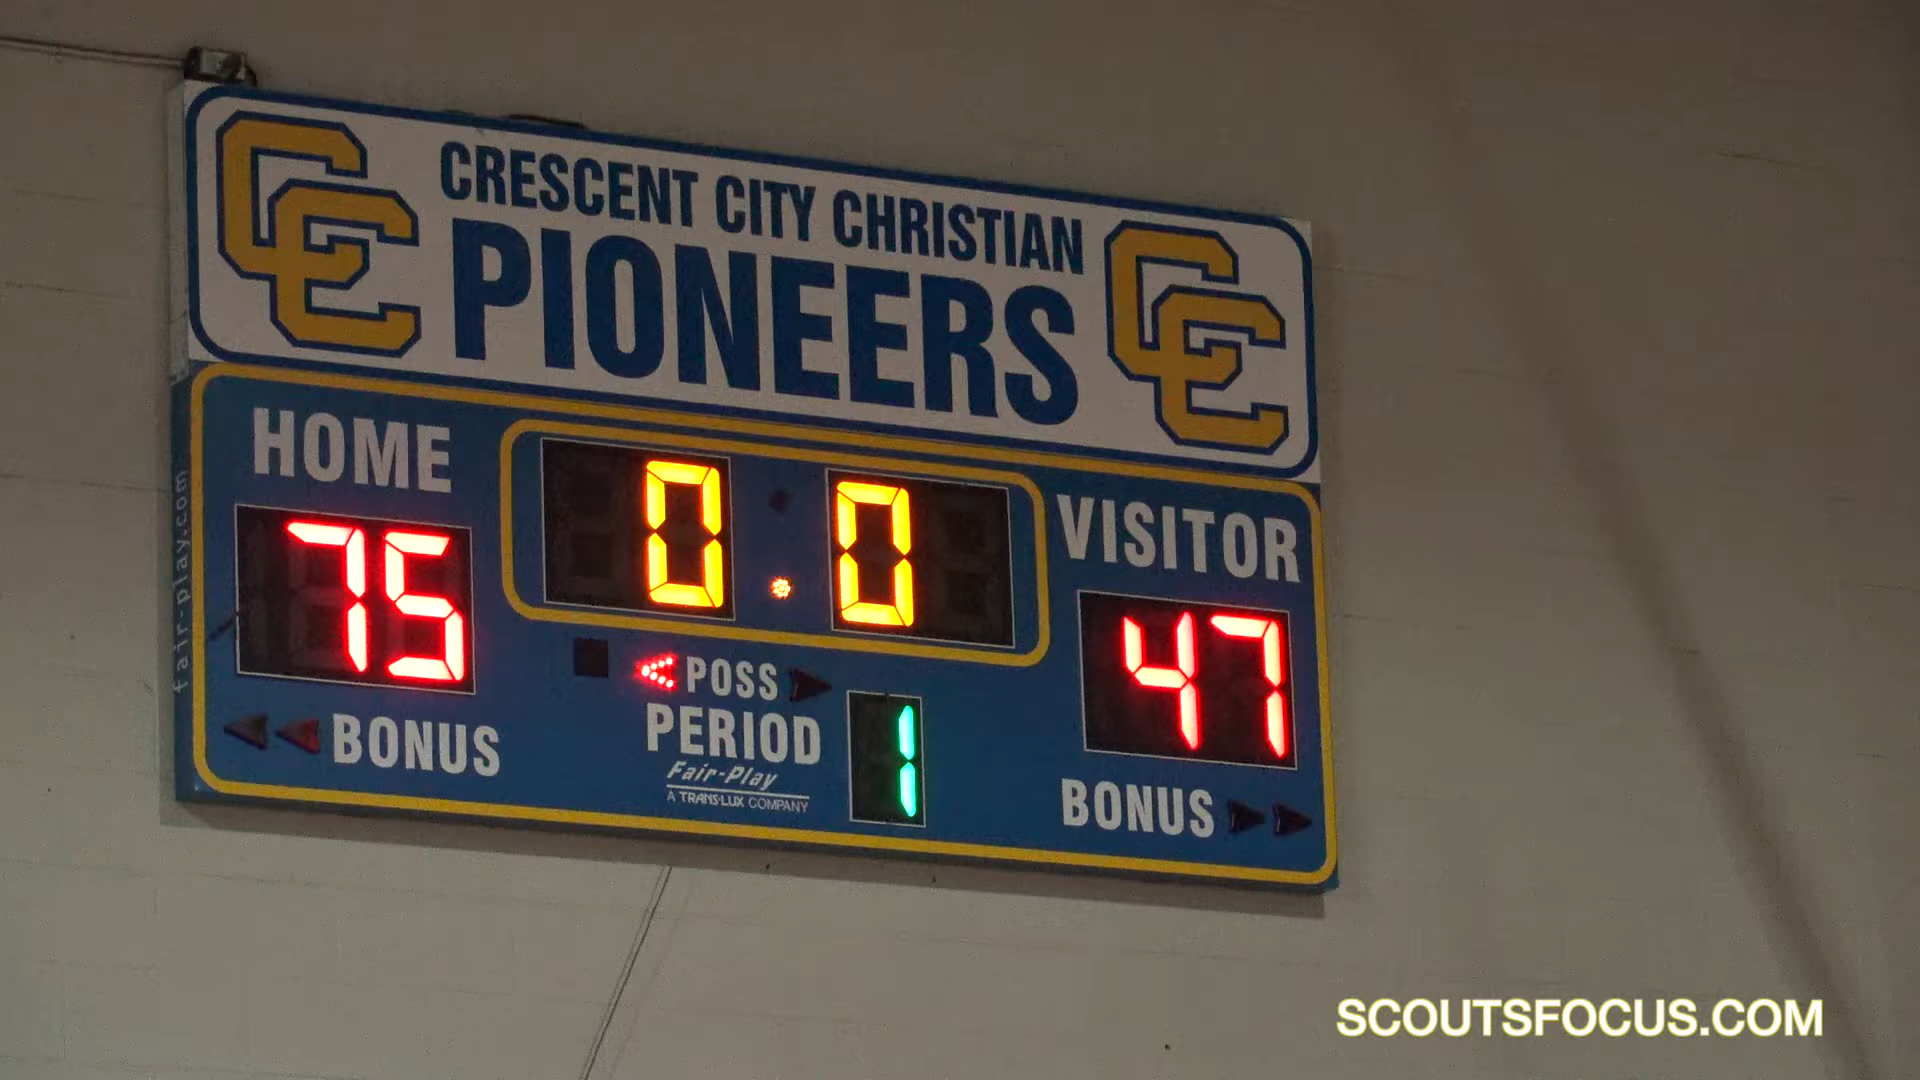 CC
CRESCENT CITY CHRISTIAN
CC
PIONEERS
HOME
0.0
VISITOR
75
47
fair-play.com
POSS
PERIOD
1
BONUS
Fair-Play
A TRANS-LUX COMPANY
BONUS
SCOUTSFOCUS.COM